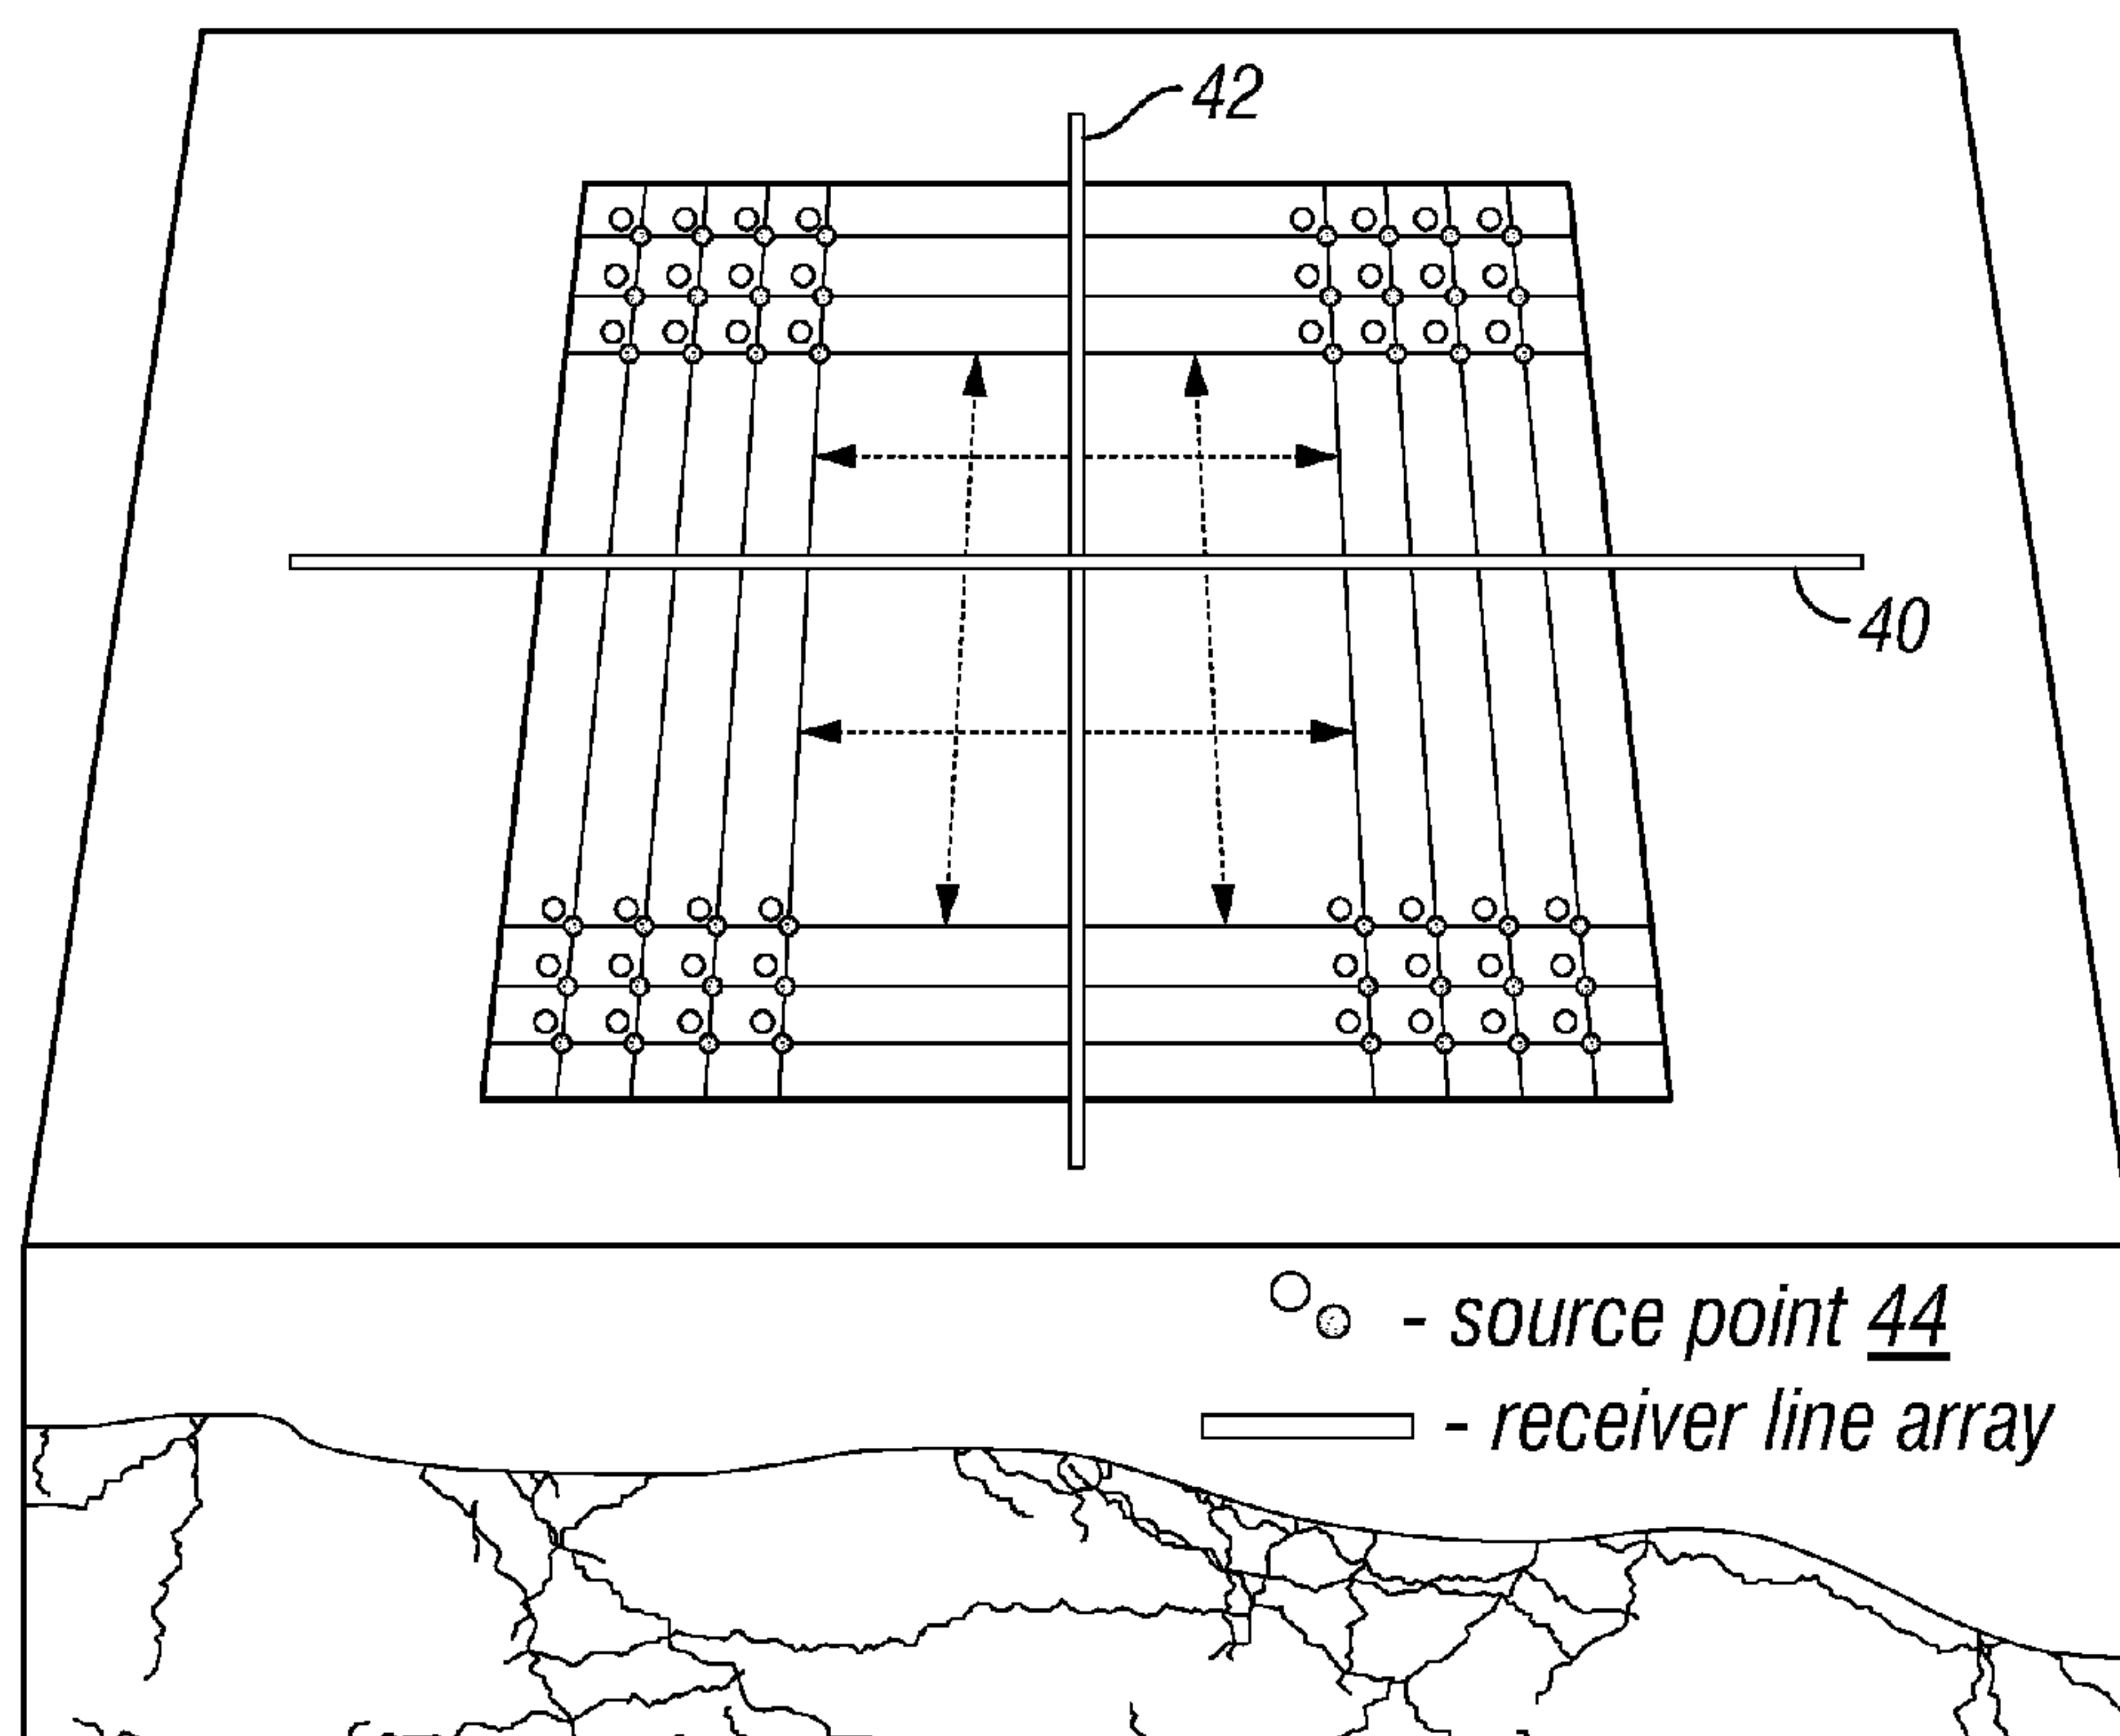 42
40
- source point 44
- receiver line array